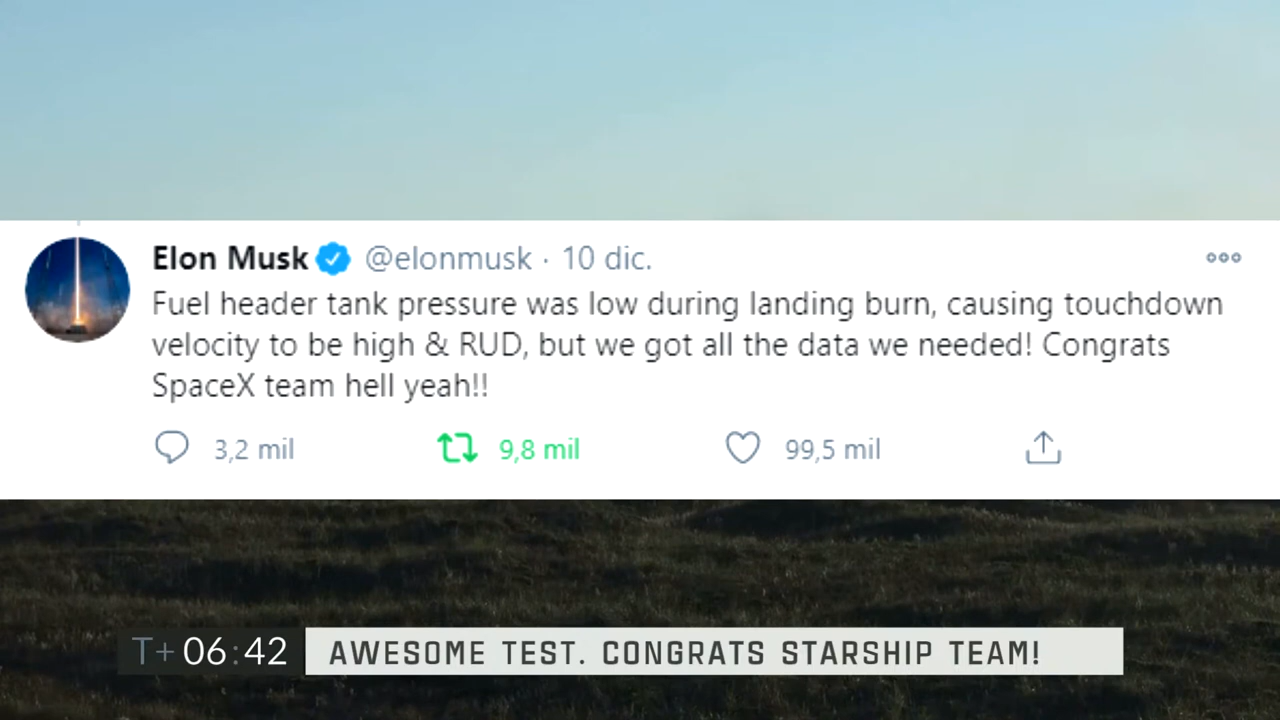 Elon Musk @elonmusk · 10 dic.
Fuel header tank pressure was low during landing burn, causing touchdown
velocity to be high & RUD, but we got all the data we needed! Congrats
SpaceX team hell yeah!!
3,2 mil 9,8 mil 99,5 mil
T+06:42 AWESOME TEST. CONGRATS STARSHIP TEAM!